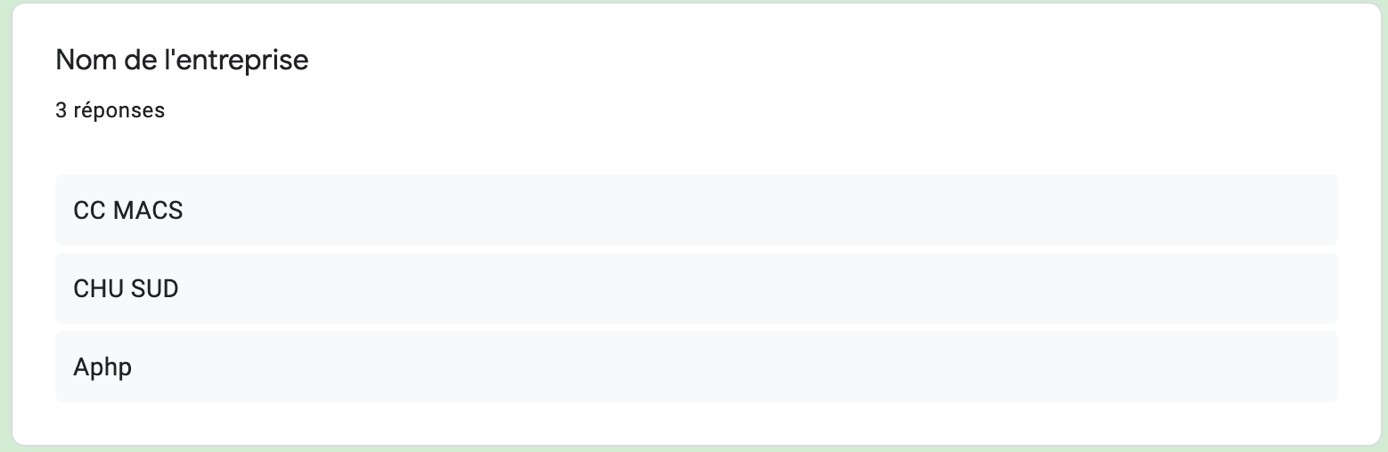 Nom de l'entreprise
3 réponses
CC MACS
CHU SUD
Aphp